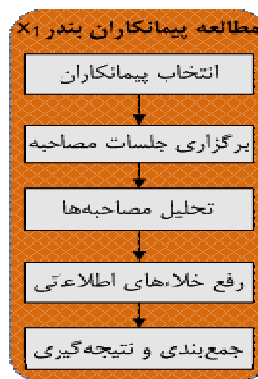 مطالعه پیمانکاران بندر X1
انتخاب پیمانکاران
برگزاری جلسات مصاحبه
تحلیل مصاحبه‌ها
رفع خلاءهای اطلاعاتی
جمع‌بندی و نتیجه‌گیری